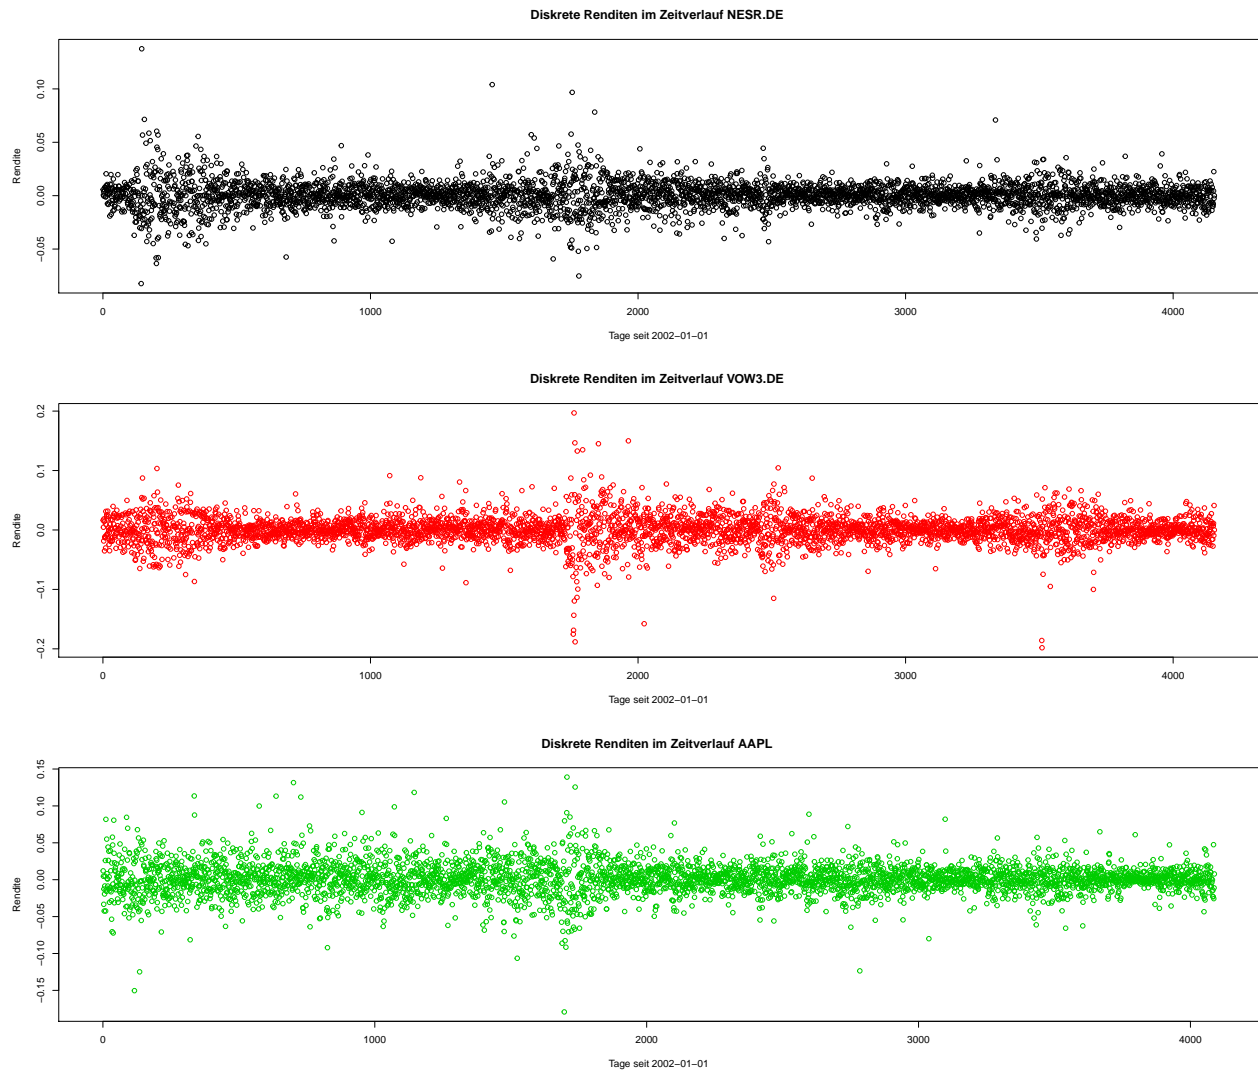 Diskrete Renditen im Zeitverlauf NESR.DE
Rendite
0.10
0.05
0.00
−0.05
0 1000 2000 3000 4000
Tage seit 2002−01−01
Diskrete Renditen im Zeitverlauf VOW3.DE
Rendite
0.2
0.1
0.0
−0.1
−0.2
0 1000 2000 3000 4000
Tage seit 2002−01−01
Diskrete Renditen im Zeitverlauf AAPL
Rendite
0.15
0.10
0.05
0.00
−0.05
−0.10
−0.15
0 1000 2000 3000 4000
Tage seit 2002−01−01